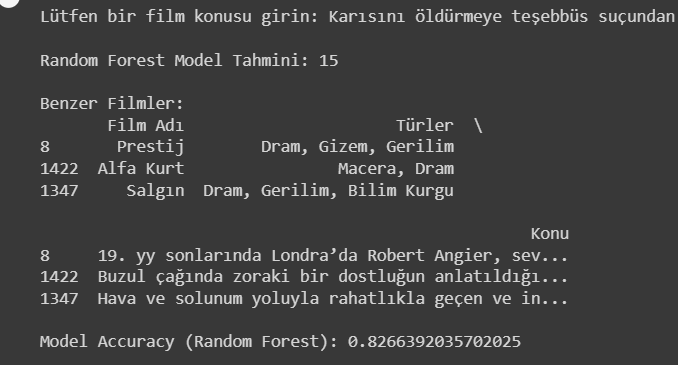 Lütfen bir film konusu girin: Karısını öldürmeye teşebbüs suçundan
Random Forest Model Tahmini: 15
Benzer Filmler:
Film Adı Türler \
8 Prestij Dram, Gizem, Gerilim
1422 Alfa Kurt Macera, Dram
1347 Salgın Dram, Gerilim, Bilim Kurgu
Konu
8 19. yy sonlarında Londra’da Robert Angier, sev...
1422 Buzul çağında zoraki bir dostluğun anlatıldığı...
1347 Hava ve solunum yoluyla rahatlıkla geçen ve in...
Model Accuracy (Random Forest): 0.8266392035702025